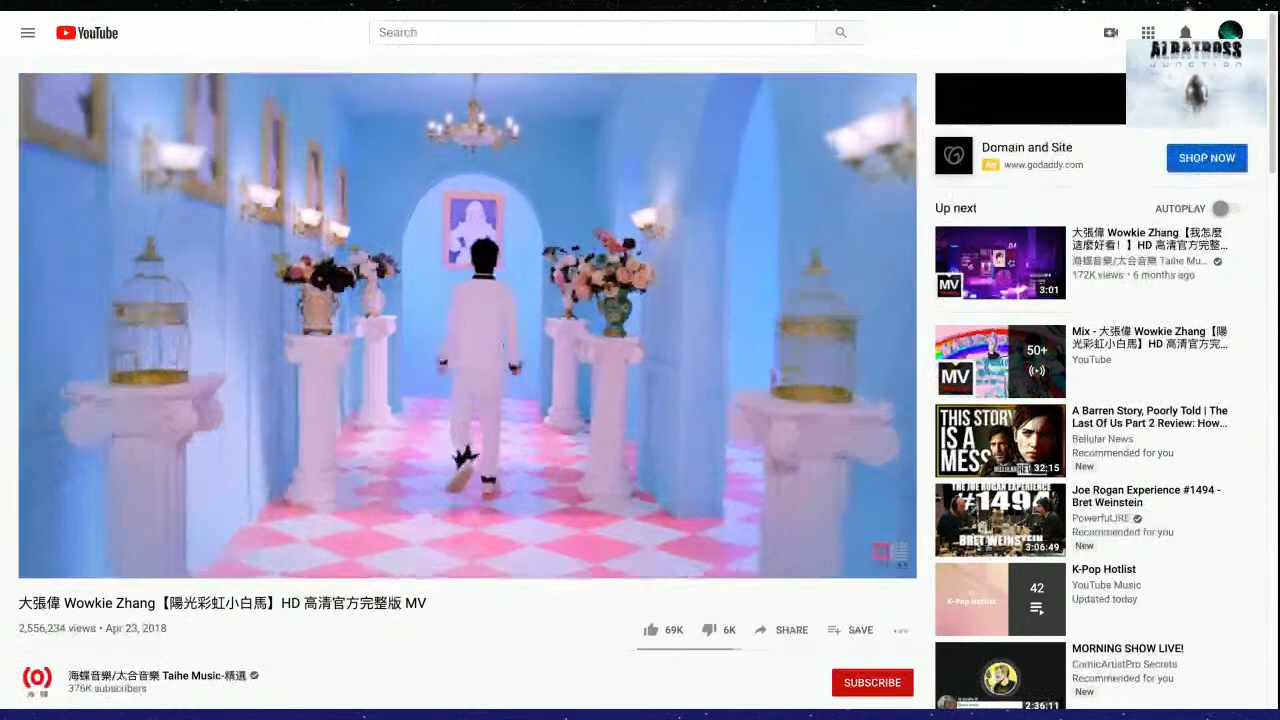 YouTube
Search
ALBATROSS
JUNCTION
Domain and Site
Ad www.godaddy.com
SHOP NOW
Up next
AUTOPLAY
MV
3:01
大張偉 Wowkie Zhang【我怎麼
這麼好看！】HD 高清官方完整...
海蝶音樂/太合音樂 Taihe Mu...
172K views • 6 months ago
MV
50+
Mix - 大張偉 Wowkie Zhang【陽
光彩虹小白馬】HD 高清官方完...
YouTube
THIS STORY
IS A
MESS
32:15
A Barren Story, Poorly Told | The
Last Of Us Part 2 Review: How...
Bellular News
Recommended for you
New
THE JOE ROGAN EXPERIENCE
#1494
BRET WEINSTEIN
3:06:49
Joe Rogan Experience #1494 -
Bret Weinstein
PowerfulJRE
Recommended for you
New
K-Pop Hotlist
42
K-Pop Hotlist
YouTube Music
Updated today
2:36:11
MORNING SHOW LIVE!
ComicArtistPro Secrets
Recommended for you
New
大張偉 Wowkie Zhang【陽光彩虹小白馬】HD 高清官方完整版 MV
2,556,234 views • Apr 23, 2018
69K
6K
SHARE
SAVE
海蝶
海蝶音樂/太合音樂 Taihe Music-精選
376K subscribers
SUBSCRIBE